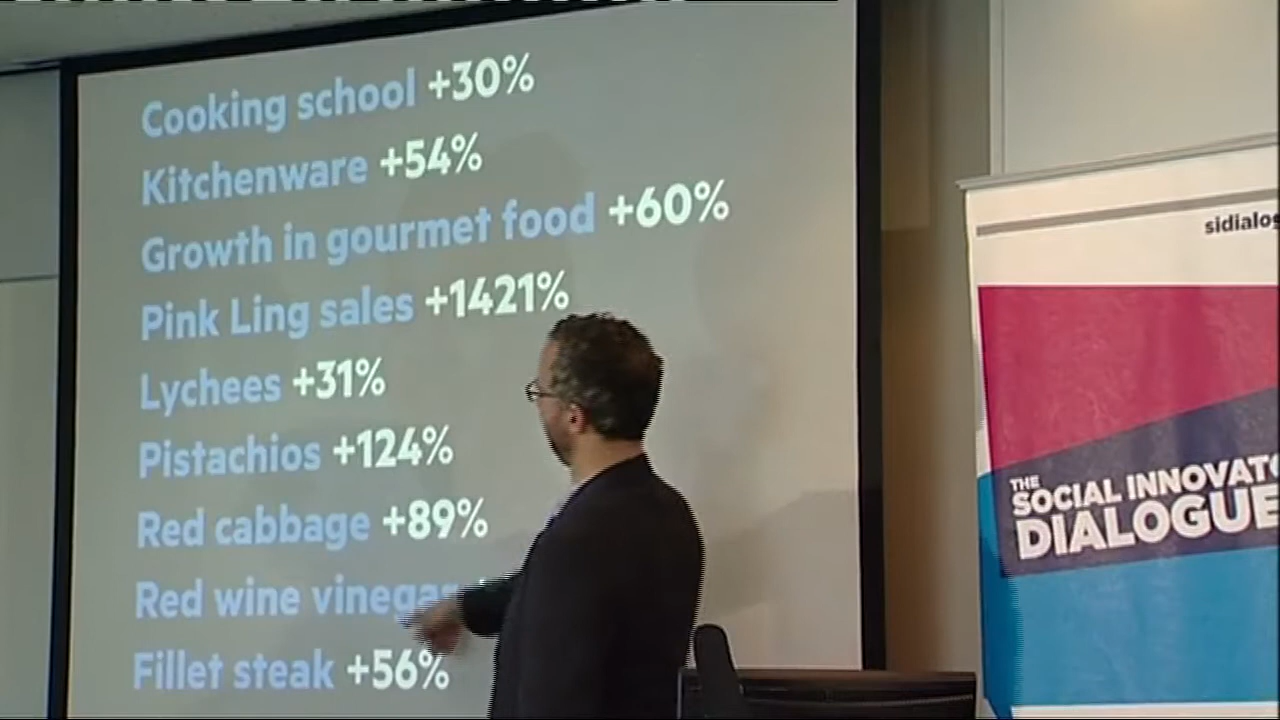 Cooking school +30%
Kitchenware +54%
Growth in gourmet food +60%
Pink Ling sales +1421%
Lychees +31%
Pistachios +124%
Red cabbage +89%
Red wine vinegar
Fillet steak +56%
sidialog
THE
SOCIAL INNOVATO
DIALOGUE